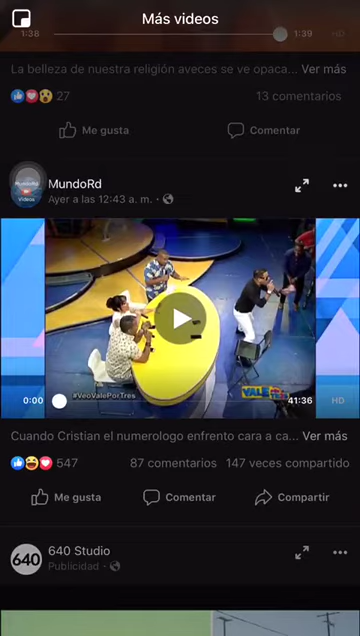 Más videos
1:38
1:39
HD
La belleza de nuestra religión aveces se ve opaca... Ver más
27
13 comentarios
Me gusta
Comentar
MundoRd
Ayer a las 12:43 a. m. ·
#VeoValePorTres
0:00
41:36
HD
Cuando Cristian el numerologo enfrento cara a ca... Ver más
547
87 comentarios
147 veces compartido
Me gusta
Comentar
Compartir
640
640 Studio
Publicidad ·